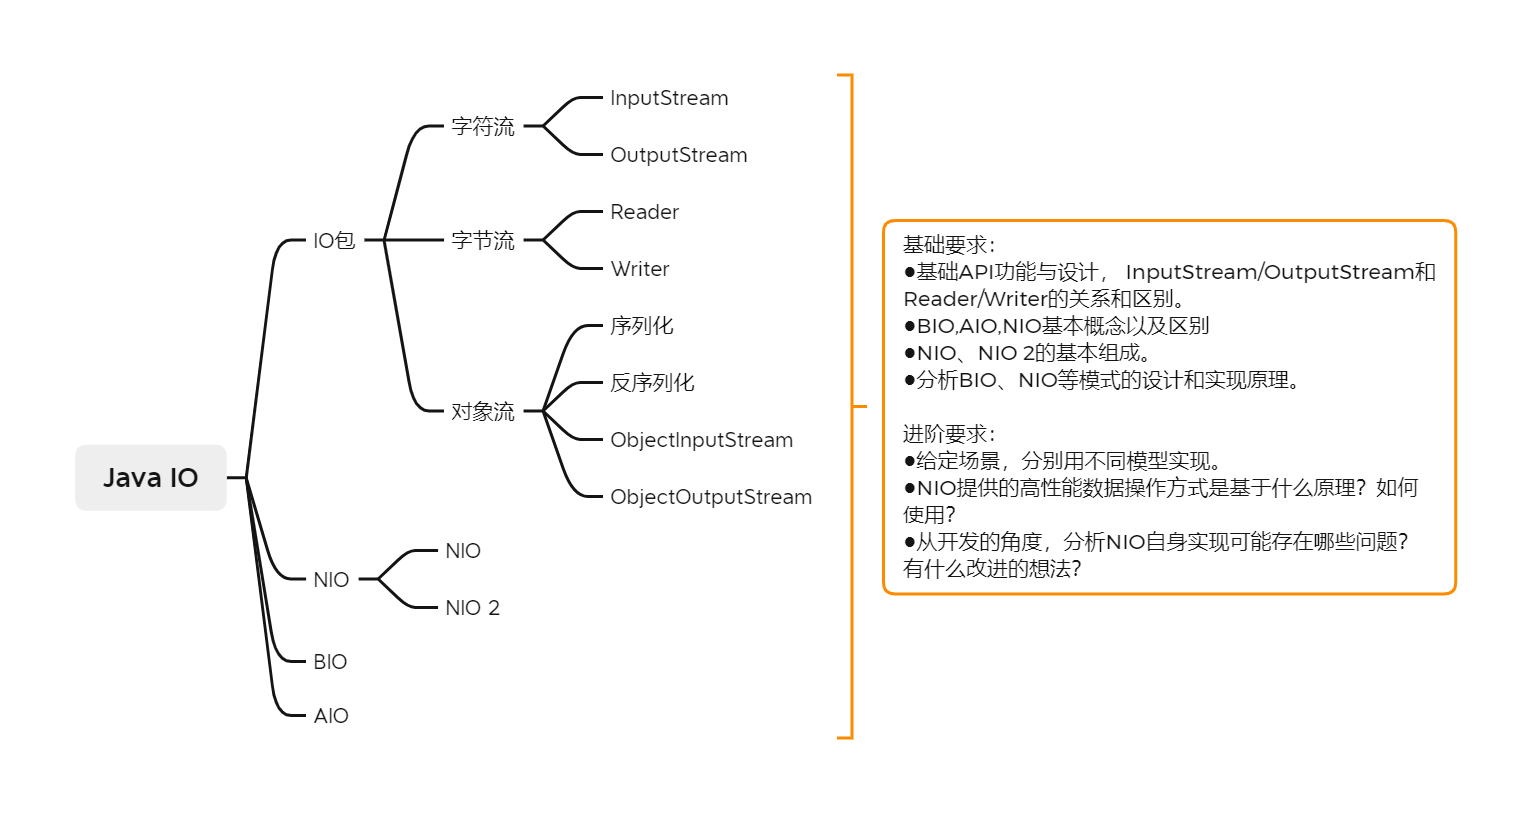 Java IO
IO包
字符流
InputStream
OutputStream
字节流
Reader
Writer
对象流
序列化
反序列化
ObjectInputStream
ObjectOutputStream
NIO
NIO
NIO 2
BIO
AIO
基础要求：
●基础API功能与设计， InputStream/OutputStream和
Reader/Writer的关系和区别。
●BIO,AIO,NIO基本概念以及区别
●NIO、NIO 2的基本组成。
●分析BIO、NIO等模式的设计和实现原理。
进阶要求：
●给定场景，分别用不同模型实现。
●NIO提供的高性能数据操作方式是基于什么原理？如何
使用？
●从开发的角度，分析NIO自身实现可能存在哪些问题？
有什么改进的想法？